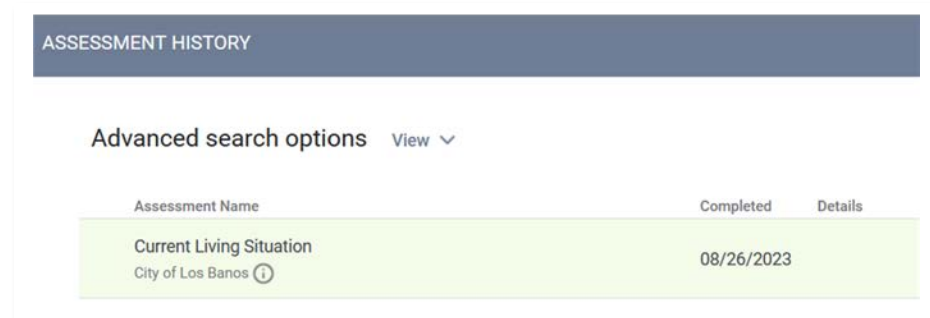 ASSESSMENT HISTORY
Advanced search options View
Assessment Name Completed Details
Current Living Situation 08/26/2023
City of Los Banos